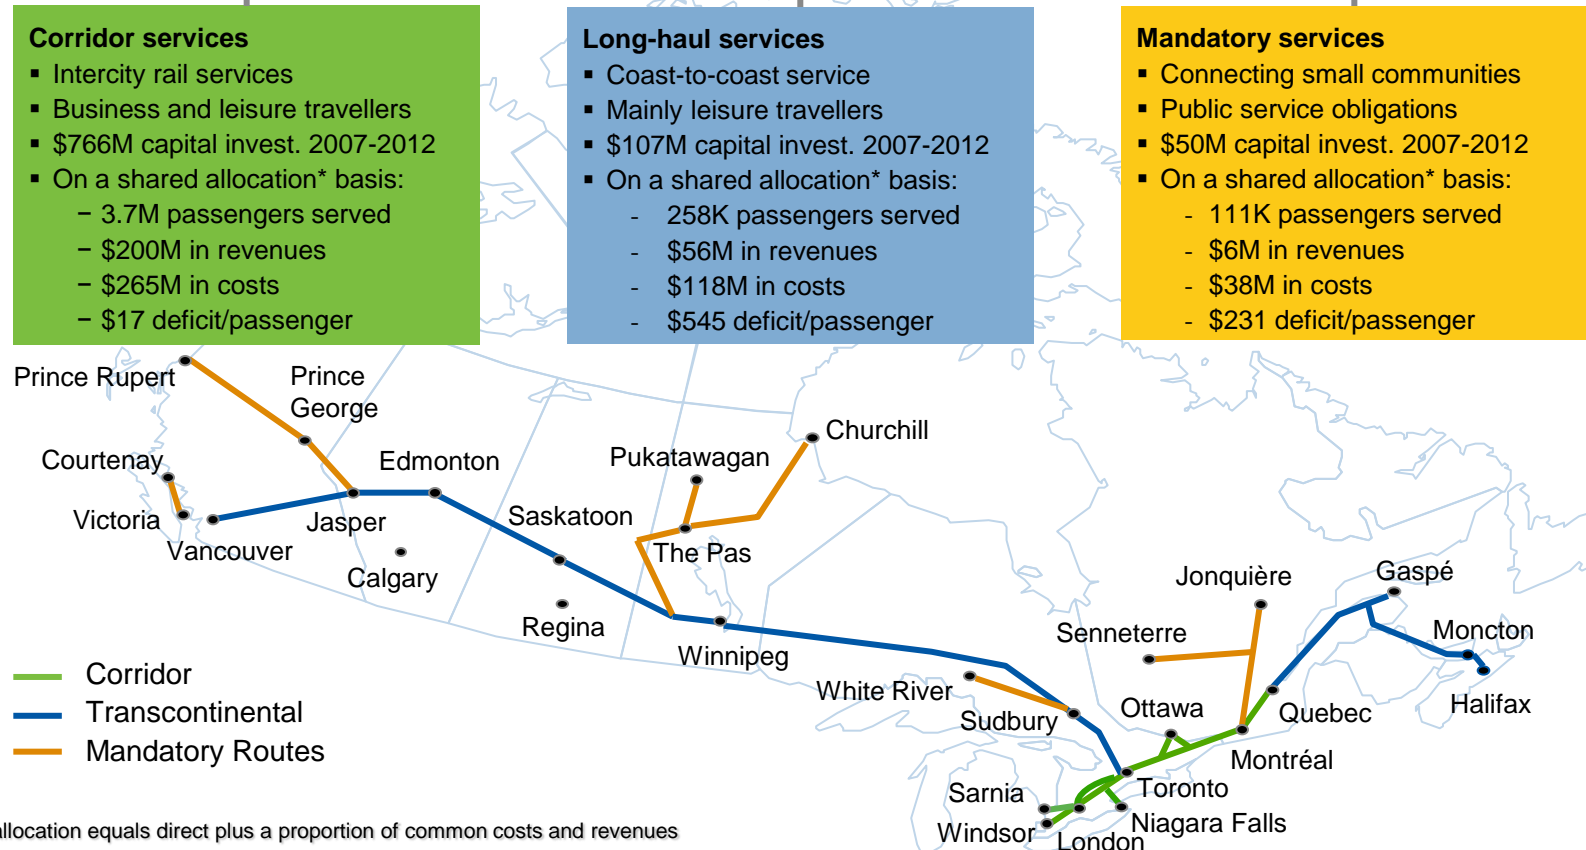 Corridor services
▪ Intercity rail services
▪ Business and leisure travellers
▪ $766M capital invest. 2007-2012
▪ On a shared allocation* basis:
− 3.7M passengers served
− $200M in revenues
− $265M in costs
− $17 deficit/passenger
Long-haul services
▪ Coast-to-coast service
▪ Mainly leisure travellers
▪ $107M capital invest. 2007-2012
▪ On a shared allocation* basis:
- 258K passengers served
- $56M in revenues
- $118M in costs
- $545 deficit/passenger
Mandatory services
▪ Connecting small communities
▪ Public service obligations
▪ $50M capital invest. 2007-2012
▪ On a shared allocation* basis:
- 111K passengers served
- $6M in revenues
- $38M in costs
- $231 deficit/passenger
Prince Rupert
Prince
George
Courtenay
Edmonton
Pukatawagan
Churchill
Victoria
Vancouver
Jasper
Saskatoon
The Pas
Calgary
Regina
Winnipeg
Jonquière
Gaspé
Senneterre
Moncton
White River
Sudbury
Ottawa
Quebec
Halifax
Montréal
Sarnia
Toronto
Windsor
London
Niagara Falls
Corridor
Transcontinental
Mandatory Routes
allocation equals direct plus a proportion of common costs and revenues